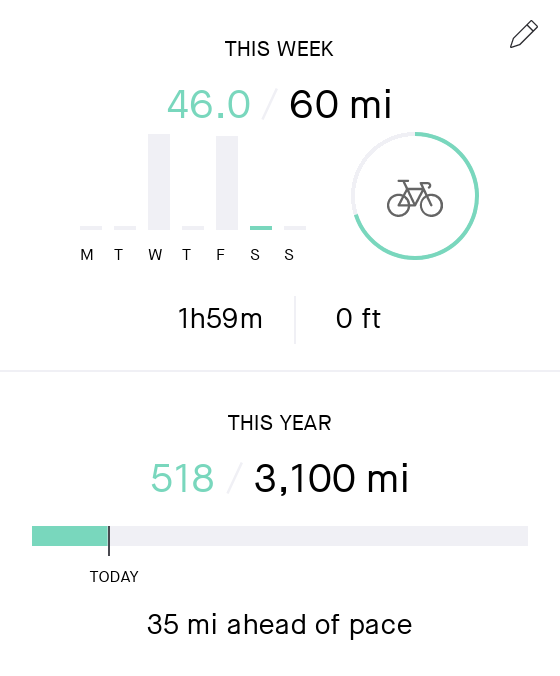 THIS WEEK
46.0 / 60 mi
M T W T F S S
1h59m 0 ft
THIS YEAR
518 / 3,100 mi
TODAY
35 mi ahead of pace